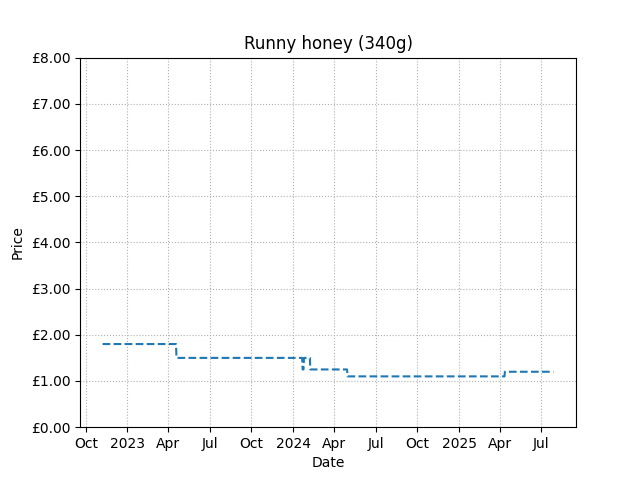 Runny honey (340g)
£8.00
£7.00
£6.00
£5.00
£4.00
£3.00
£2.00
£1.00
£0.00
Price
Oct 2023 Apr Jul Oct 2024 Apr Jul Oct 2025 Apr Jul
Date